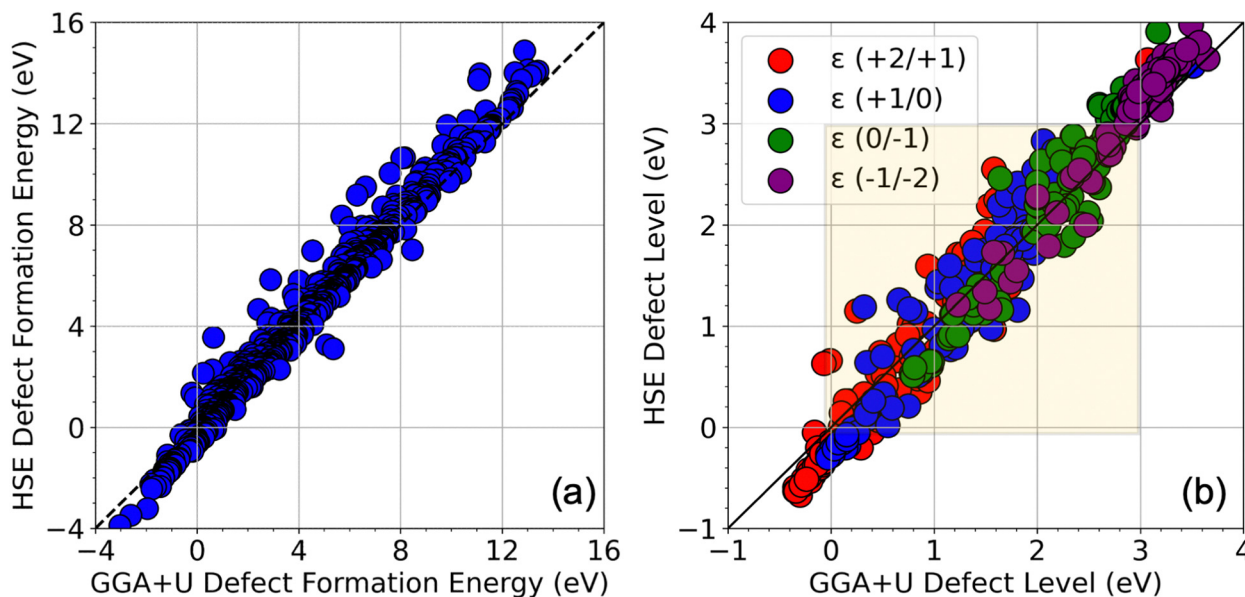 HSE Defect Formation Energy (eV)
16
12
8
4
0
−4
−4 0 4 8 12 16
GGA+U Defect Formation Energy (eV)
(a)
HSE Defect Level (eV)
4
3
2
1
0
−1
−1 0 1 2 3 4
GGA+U Defect Level (eV)
ε (+2/+1)
ε (+1/0)
ε (0/-1)
ε (-1/-2)
(b)